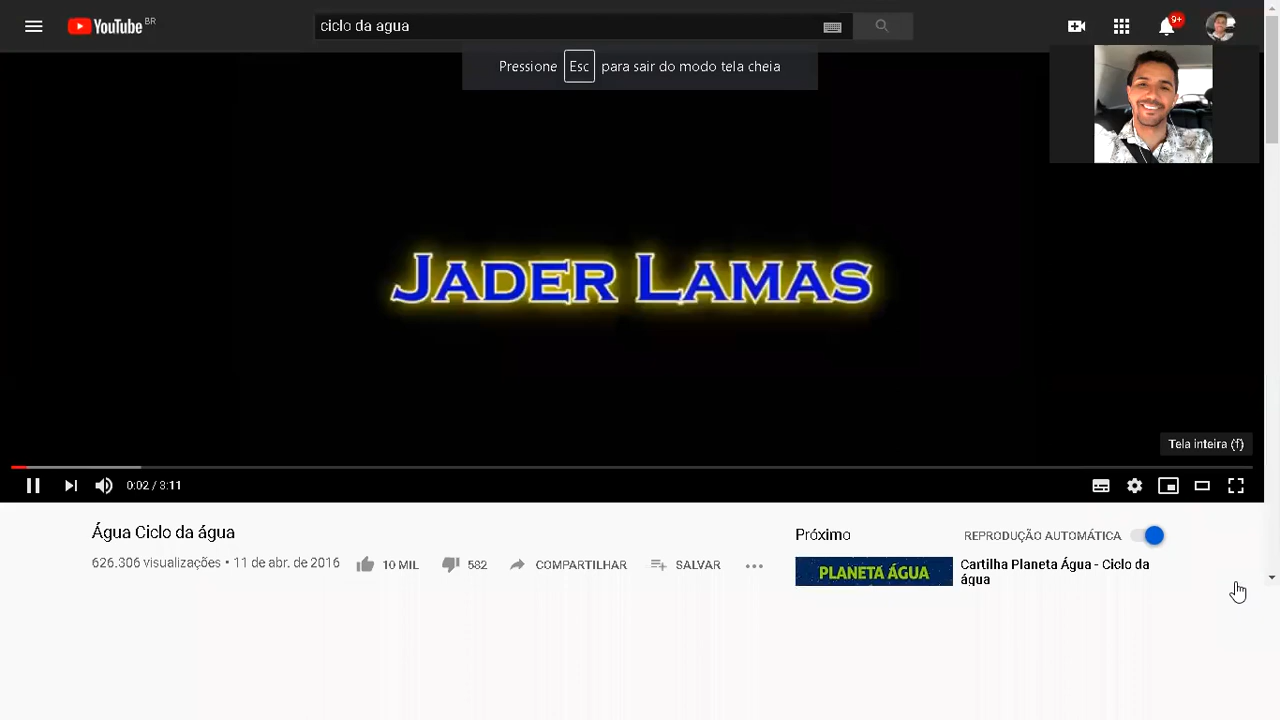 YouTube BR
ciclo da agua
9+
Pressione Esc para sair do modo tela cheia
JADER LAMAS
Tela inteira (f)
0:02 / 3:11
Água Ciclo da água
626.306 visualizações • 11 de abr. de 2016
10 MIL
582
COMPARTILHAR
SALVAR
Próximo
REPRODUÇÃO AUTOMÁTICA
PLANETA ÁGUA
Cartilha Planeta Água - Ciclo da
água